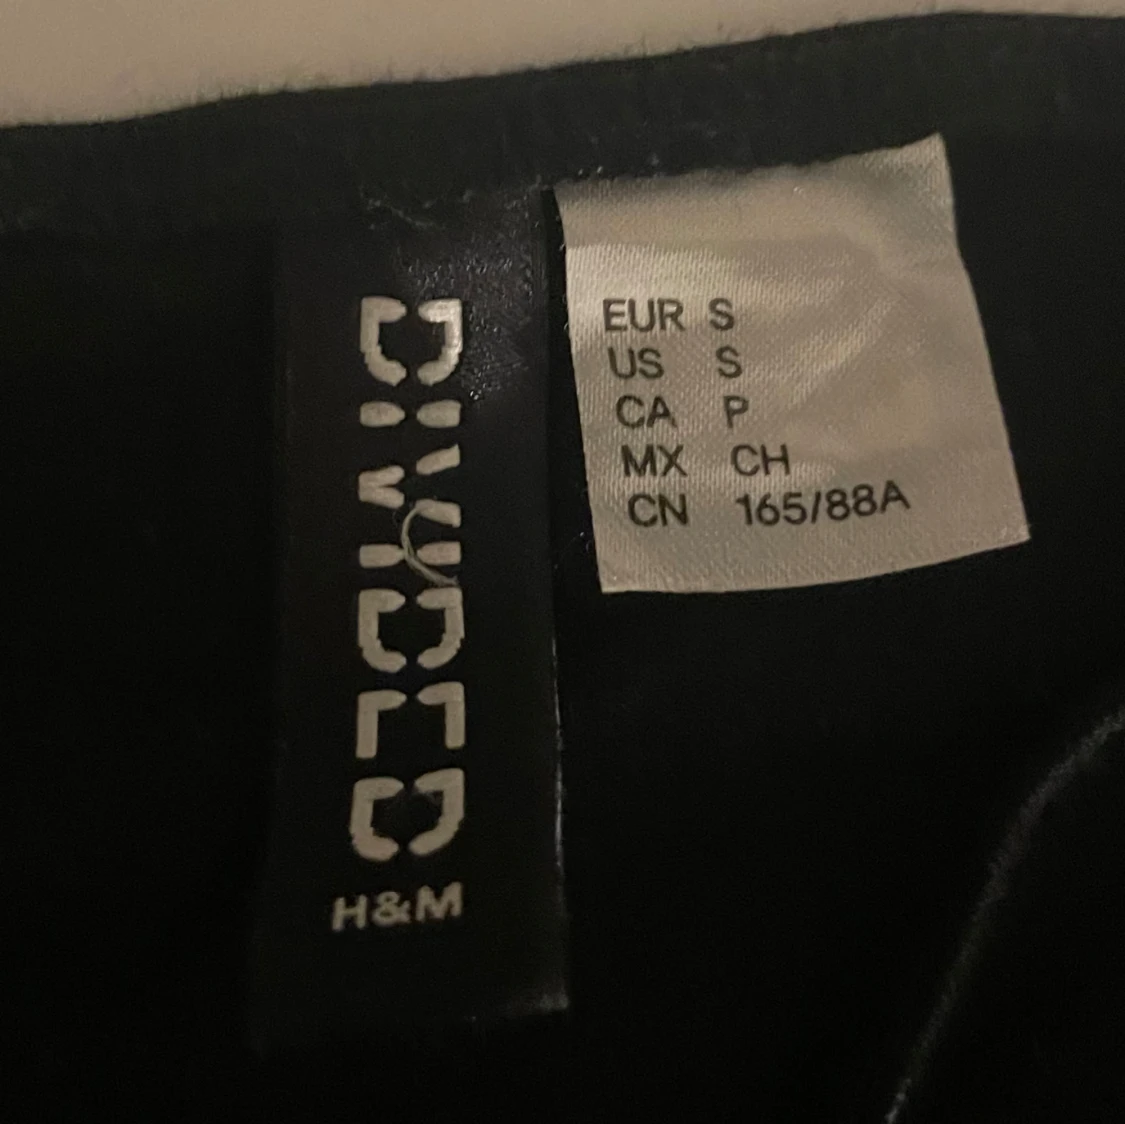 DIVIDED
H&M
EUR S
US S
CA P
MX CH
CN 165/88A